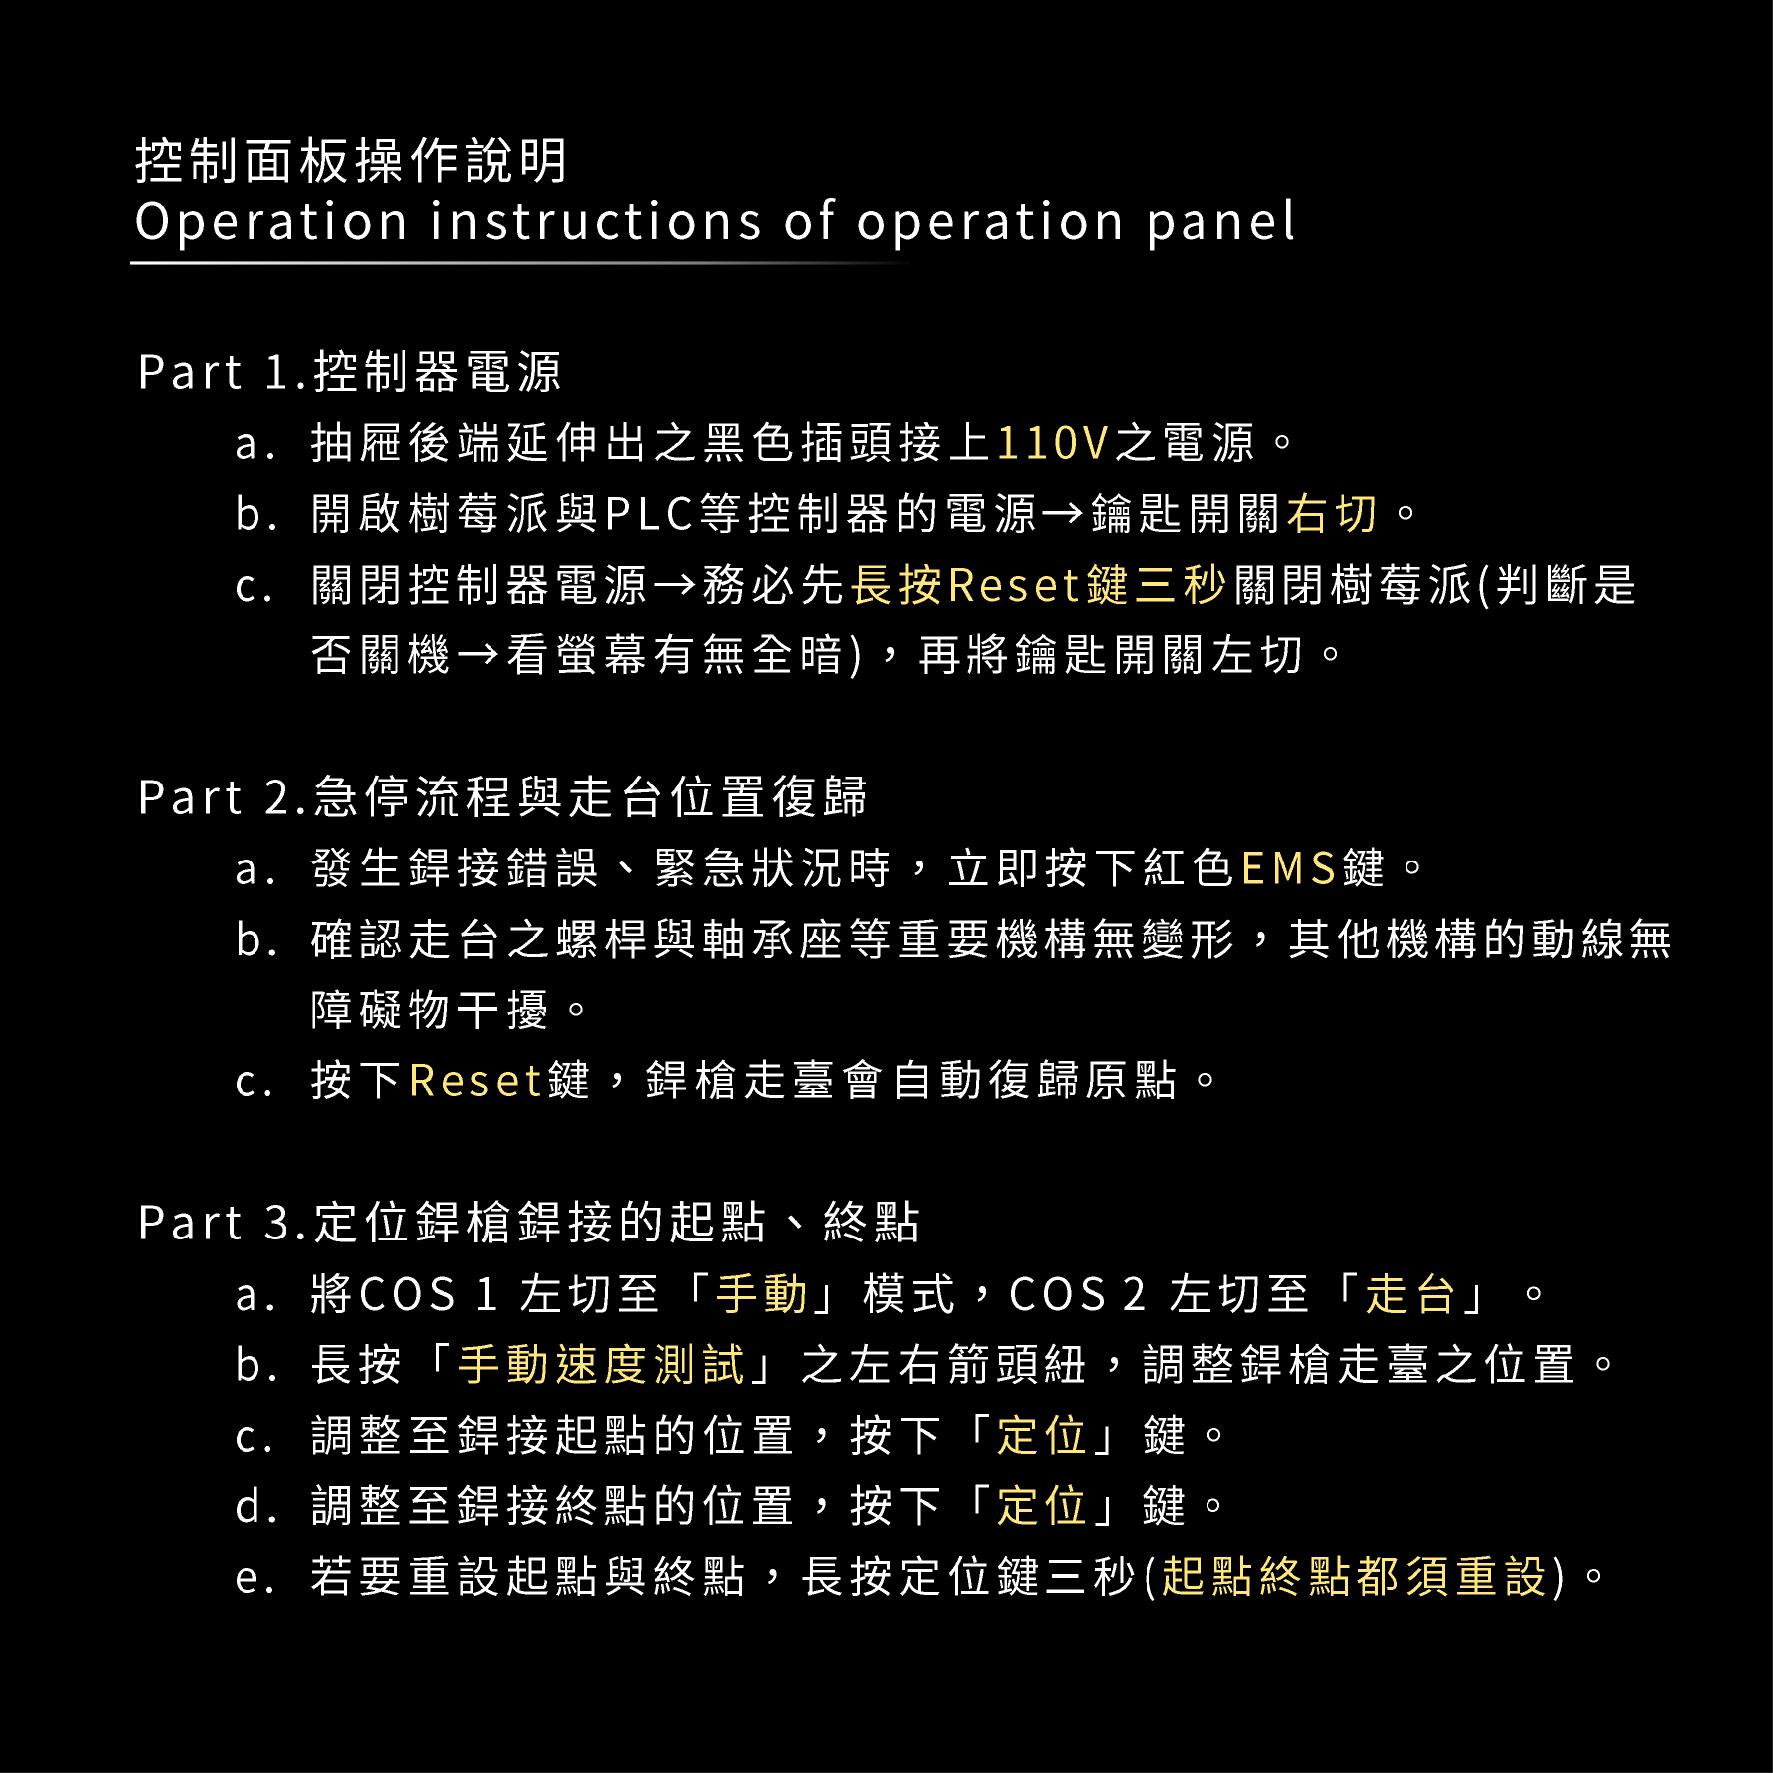 控制面板操作說明
Operation instructions of operation panel
Part 1.控制器電源
a. 抽屜後端延伸出之黑色插頭接上110V之電源。
b. 開啟樹莓派與PLC等控制器的電源→鑰匙開關右切。
c. 關閉控制器電源→務必先長按Reset鍵三秒關閉樹莓派(判斷是
否關機→看螢幕有無全暗)，再將鑰匙開關左切。
Part 2.急停流程與走台位置復歸
a. 發生銲接錯誤、緊急狀況時，立即按下紅色EMS鍵。
b. 確認走台之螺桿與軸承座等重要機構無變形，其他機構的動線無
障礙物干擾。
c. 按下Reset鍵，銲槍走臺會自動復歸原點。
Part 3.定位銲槍銲接的起點、終點
a. 將COS 1 左切至「手動」模式，COS 2 左切至「走台」。
b. 長按「手動速度測試」之左右箭頭紐，調整銲槍走臺之位置。
c. 調整至銲接起點的位置，按下「定位」鍵。
d. 調整至銲接終點的位置，按下「定位」鍵。
e. 若要重設起點與終點，長按定位鍵三秒(起點終點都須重設)。